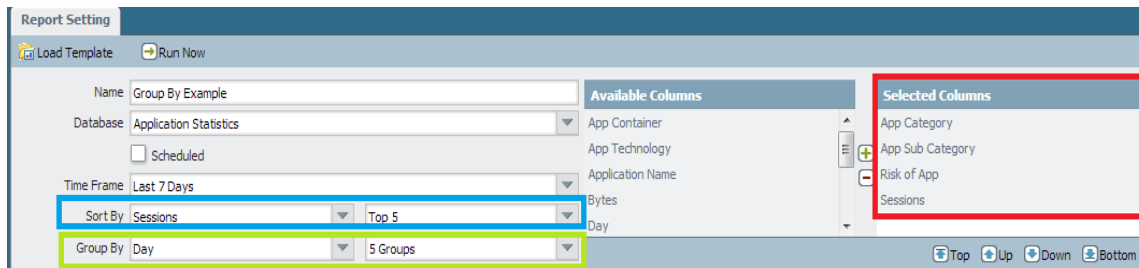 Report Setting
Load Template Run Now
Name Group By Example
Database Application Statistics
Scheduled
Time Frame Last 7 Days
Sort By Sessions Top 5
Group By Day 5 Groups
Available Columns
App Container
App Technology
Application Name
Bytes
Day
Selected Columns
App Category
App Sub Category
Risk of App
Sessions
Top Up Down Bottom